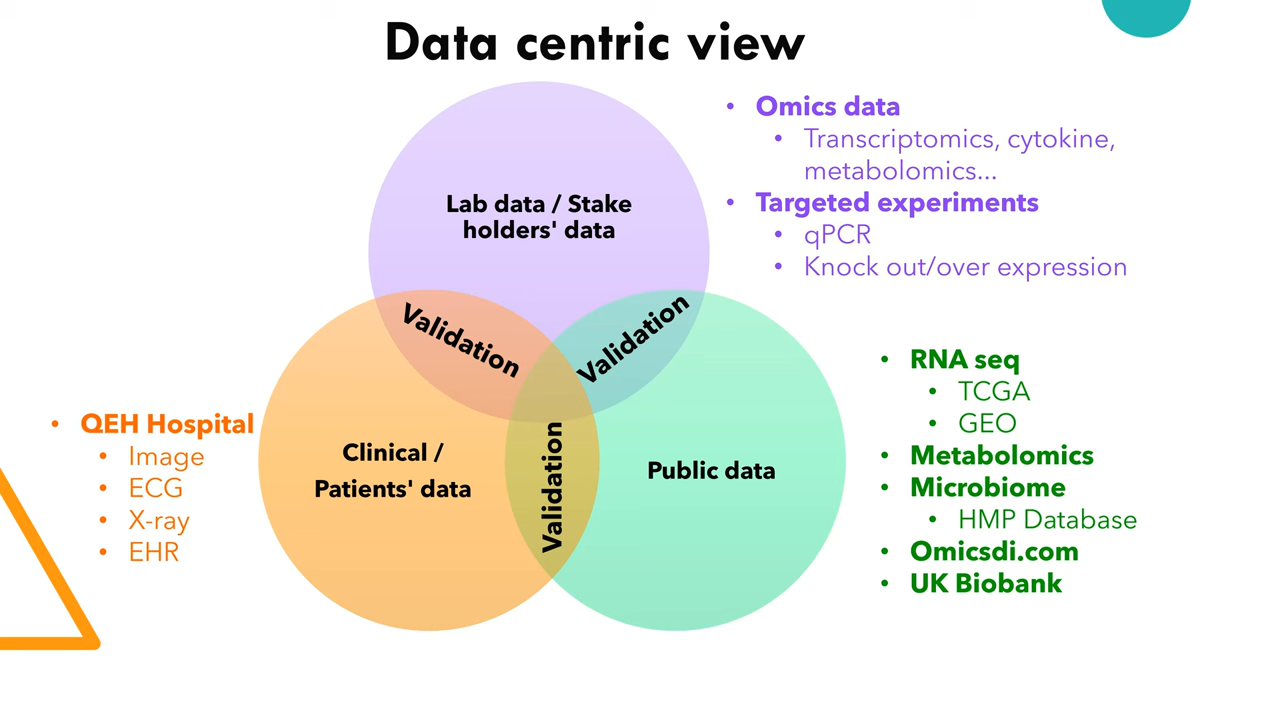 Data centric view
Lab data / Stake
holders' data
Validation
Validation
Validation
Clinical /
Patients' data
Public data
• Omics data
• Transcriptomics, cytokine,
metabolomics...
• Targeted experiments
• qPCR
• Knock out/over expression
• RNA seq
• TCGA
• GEO
• Metabolomics
• Microbiome
• HMP Database
• Omicsdi.com
• UK Biobank
• QEH Hospital
• Image
• ECG
• X-ray
• EHR